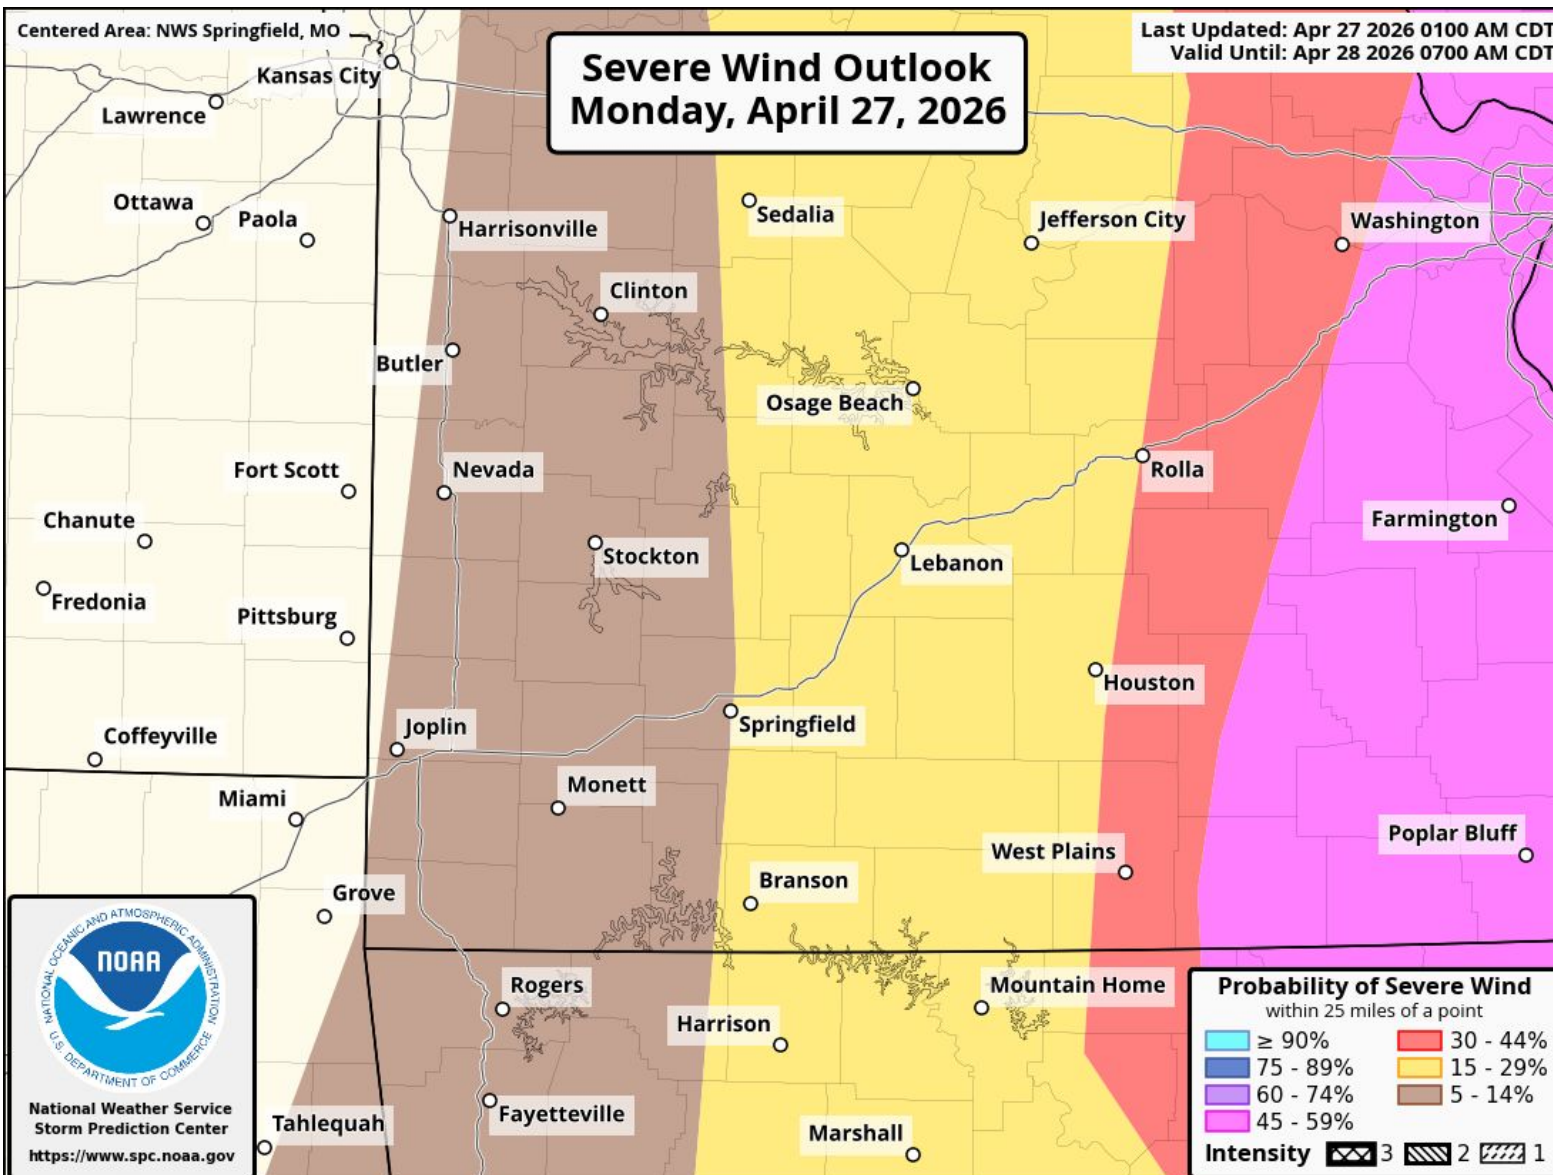 Centered Area: NWS Springfield, MO
Last Updated: Apr 27 2026 0100 AM CDT
Valid Until: Apr 28 2026 0700 AM CDT
Severe Wind Outlook
Monday, April 27, 2026
Kansas City
Lawrence
Ottawa
Paola
Harrisonville
Sedalia
Jefferson City
Washington
Clinton
Butler
Osage Beach
Fort Scott
Nevada
Rolla
Chanute
Stockton
Lebanon
Farmington
Fredonia
Pittsburg
Houston
Coffeyville
Joplin
Springfield
Miami
Monett
West Plains
Poplar Bluff
Grove
Branson
Rogers
Mountain Home
Harrison
Fayetteville
Tahlequah
Marshall
NATIONAL OCEANIC AND ATMOSPHERIC ADMINISTRATION
NOAA
U.S. DEPARTMENT OF COMMERCE
National Weather Service
Storm Prediction Center
https://www.spc.noaa.gov
Probability of Severe Wind
within 25 miles of a point
≥ 90%
75 - 89%
60 - 74%
45 - 59%
30 - 44%
15 - 29%
5 - 14%
Intensity 3 2 1